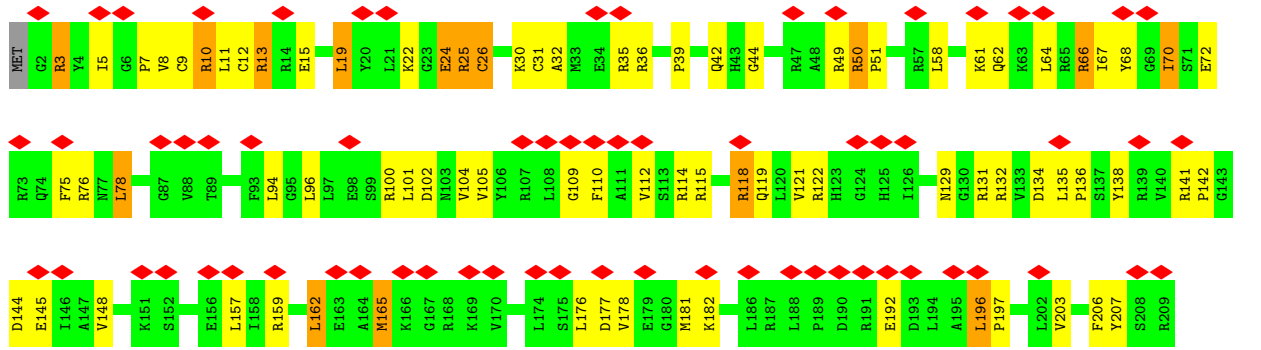 MET G2 R3 Y4 I5 G6 P7 V8 C9 R10 L11 C12 R13 R14 E15 L19 Y20 L21 K22 G23 E24 R25 C26 K30 C31 A32 M33 E34 R35 R36 P39 Q42 H43 G44 R47 A48 R49 R50 P51 R57 L58 K61 Q62 K63 L64 R65 R66 I67 Y68 G69 I70 S71 E72
R73 Q74 F75 R76 N77 L78 G87 V88 T89 F93 L94 G95 L96 L97 E98 S99 R100 L101 D102 N103 V104 V105 Y106 R107 L108 G109 F110 A111 V112 S113 R114 R115 R118 Q119 L120 V121 R122 H123 G124 H125 I126 N129 G130 R131 R132 V133 D134 L135 P136 S137 Y138 R139 V140 R141 P142 G143
D144 E145 I146 A147 V148 K151 S152 E156 L157 I158 R159 L162 E163 A164 M165 K166 G167 R168 K169 V170 L174 S175 L176 D177 V178 E179 G180 M181 K182 L186 R187 L188 P189 D190 R191 E192 D193 L194 A195 L196 P197 L202 V203 F206 Y207 S208 R209